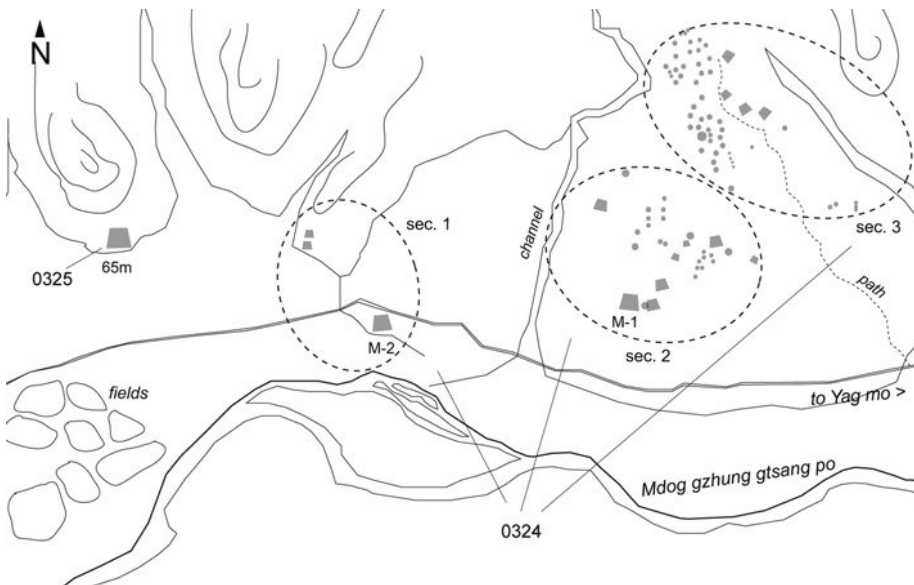 N
sec. 1
channel
sec. 3
0325
65m
path
M-1
M-2
sec. 2
fields
to Yag mo >
Mdog gzhung gtsang po
0324